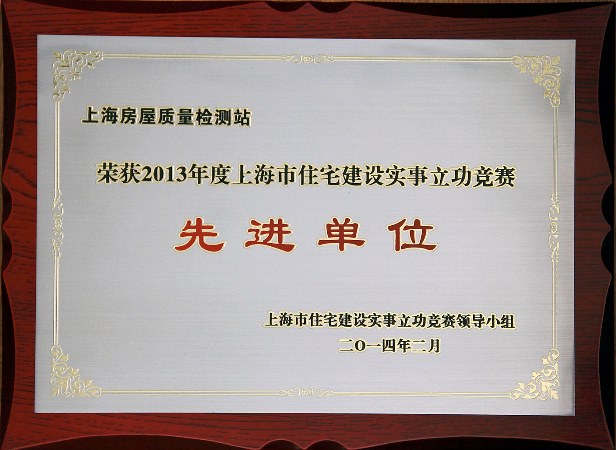 上海房屋质量检测站
荣获2013年度上海市住宅建设实事立功竞赛
先进单位
上海市住宅建设实事立功竞赛领导小组
二O一四年二月